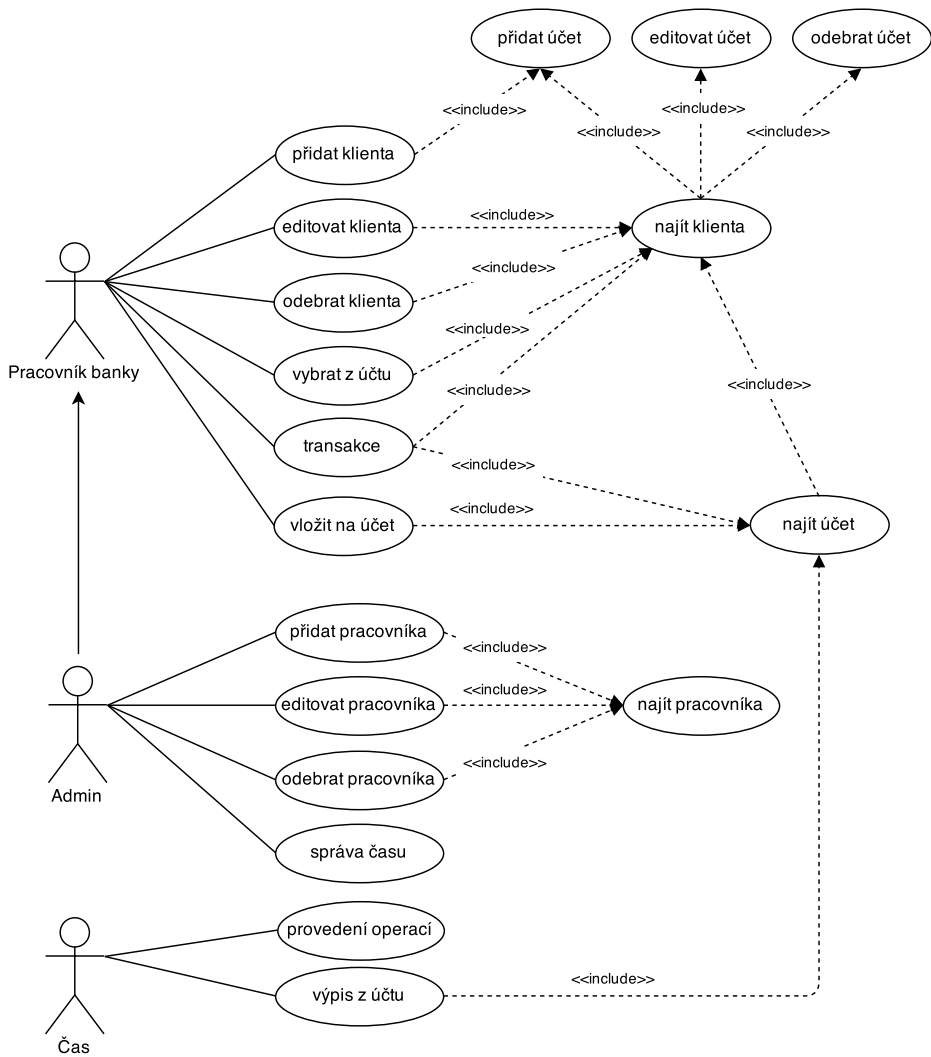 přidat účet
editovat účet
odebrat účet
<<include>>
<<include>>
<<include>>
<<include>>
přidat klienta
editovat klienta
<<include>>
najít klienta
odebrat klienta
<<include>>
<<include>>
Pracovník banky
vybrat z účtu
<<include>>
<<include>>
transakce
<<include>>
vložit na účet
<<include>>
najít účet
přidat pracovníka
<<include>>
editovat pracovníka
<<include>>
najít pracovníka
odebrat pracovníka
<<include>>
Admin
správa času
provedení operací
výpis z účtu
<<include>>
Čas